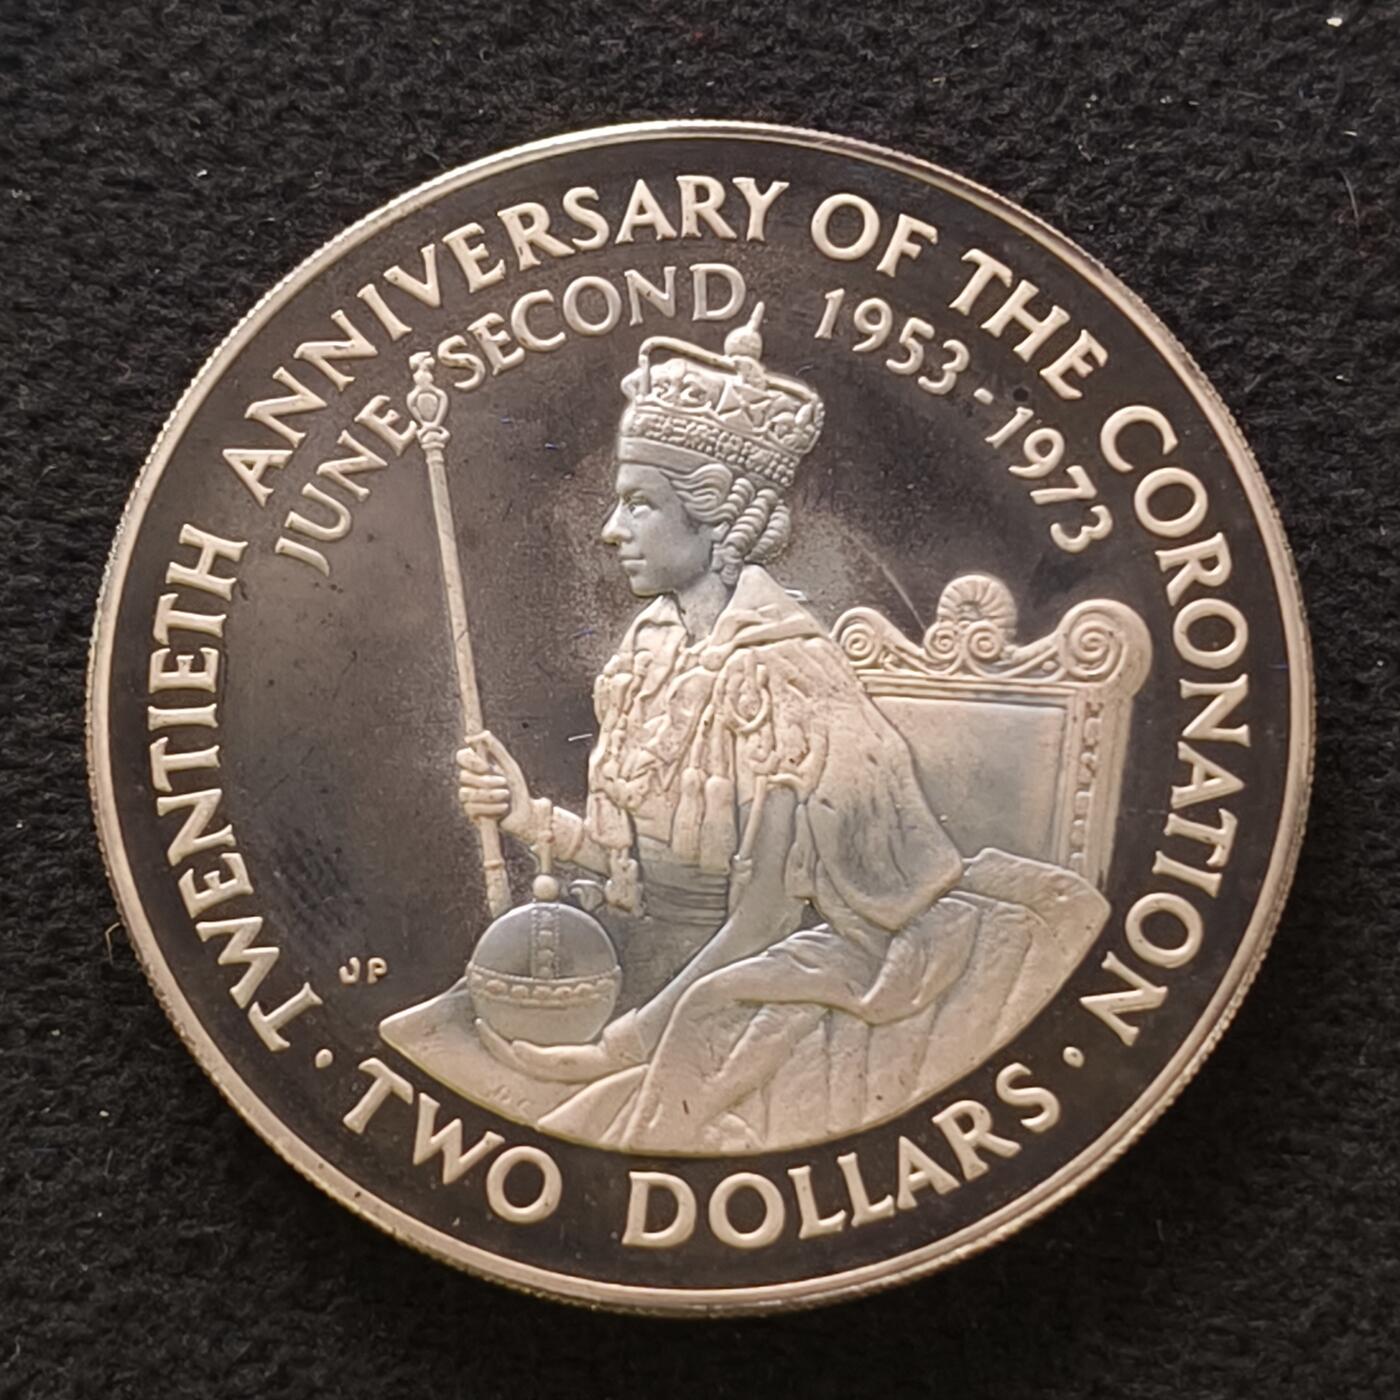 TWENTIETH ANNIVERSARY OF THE CORONATION
JUNE SECOND 1953-1973
JP
· TWO DOLLARS ·